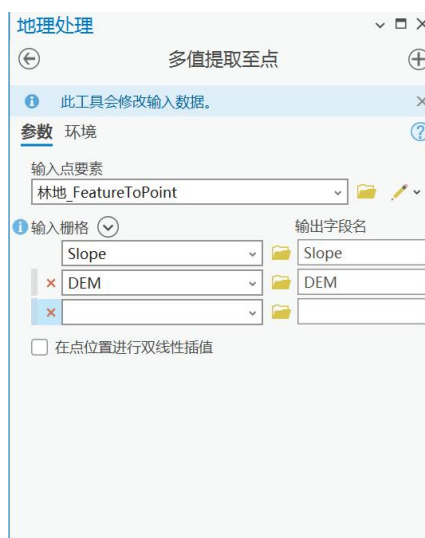 地理处理
多值提取至点
此工具会修改输入数据。
参数 环境
输入点要素
林地_FeatureToPoint
输入栅格 输出字段名
Slope Slope
DEM DEM
在点位置进行双线性插值